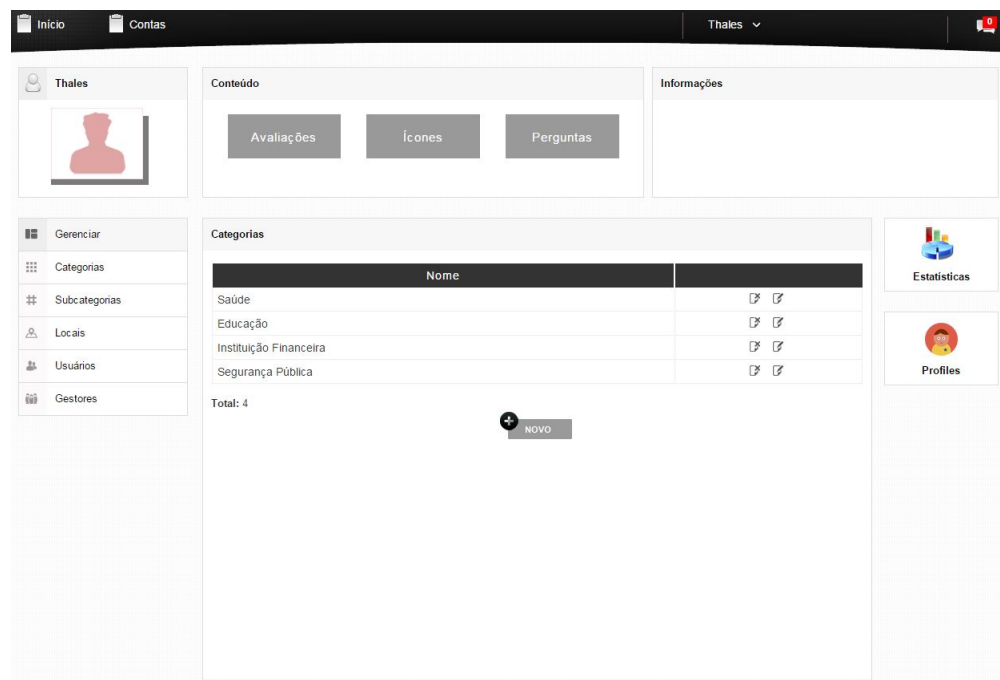 Início Contas Thales 0
Thales
Conteúdo
Avaliações Ícones Perguntas
Informações
Gerenciar
Categorias
Subcategorias
Locais
Usuários
Gestores
Categorias
Nome
Saúde
Educação
Instituição Financeira
Segurança Pública
Total: 4
NOVO
Estatísticas
Profiles